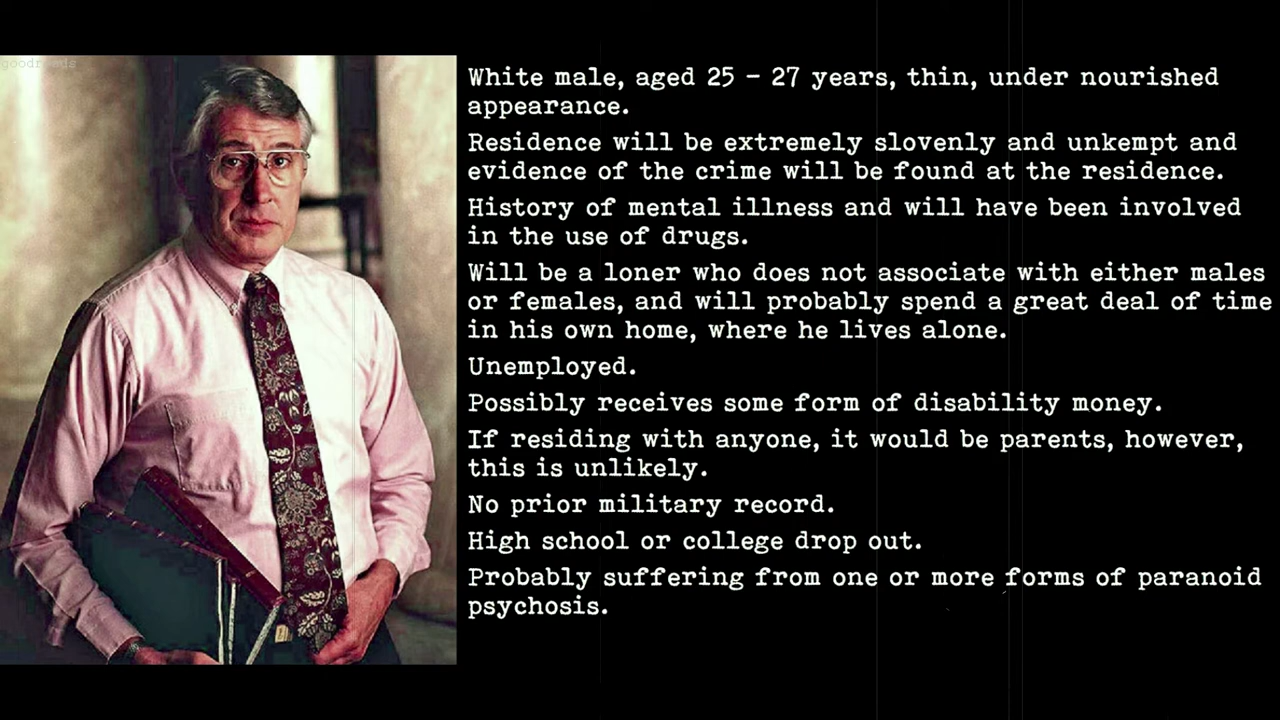 goodreads
White male, aged 25 - 27 years, thin, under nourished
appearance.
Residence will be extremely slovenly and unkempt and
evidence of the crime will be found at the residence.
History of mental illness and will have been involved
in the use of drugs.
Will be a loner who does not associate with either males
or females, and will probably spend a great deal of time
in his own home, where he lives alone.
Unemployed.
Possibly receives some form of disability money.
If residing with anyone, it would be parents, however,
this is unlikely.
No prior military record.
High school or college drop out.
Probably suffering from one or more forms of paranoid
psychosis.